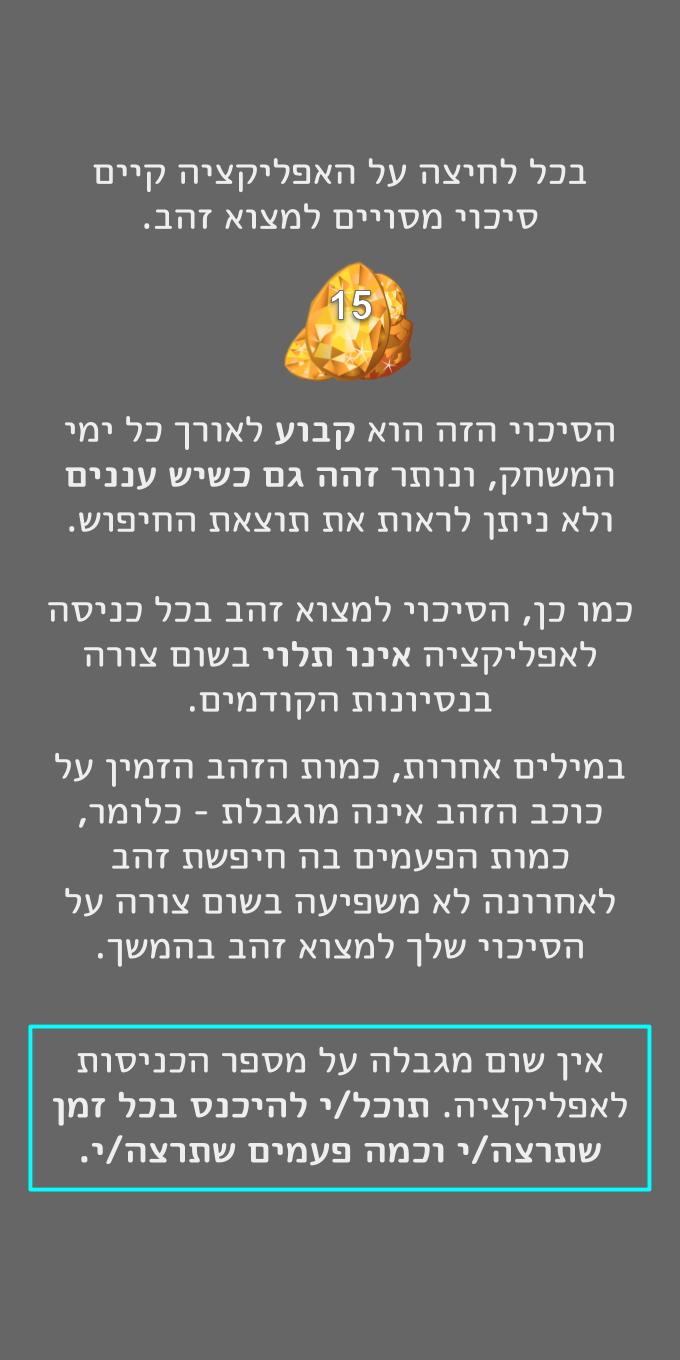 בכל לחיצה על האפליקציה קיים
סיכוי מסויים למצוא זהב.
15
הסיכוי הזה הוא קבוע לאורך כל ימי
המשחק, ונותר זהה גם כשיש עננים
ולא ניתן לראות את תוצאת החיפוש.
כמו כן, הסיכוי למצוא זהב בכל כניסה
לאפליקציה אינו תלוי בשום צורה
בנסיונות הקודמים.
במילים אחרות, כמות הזהב הזמין על
כוכב הזהב אינה מוגבלת - כלומר,
כמות הפעמים בה חיפשת זהב
לאחרונה לא משפיעה בשום צורה על
הסיכוי שלך למצוא זהב בהמשך.
אין שום מגבלה על מספר הכניסות
לאפליקציה. תוכל/י להיכנס בכל זמן
שתרצה/י וכמה פעמים שתרצה/י.